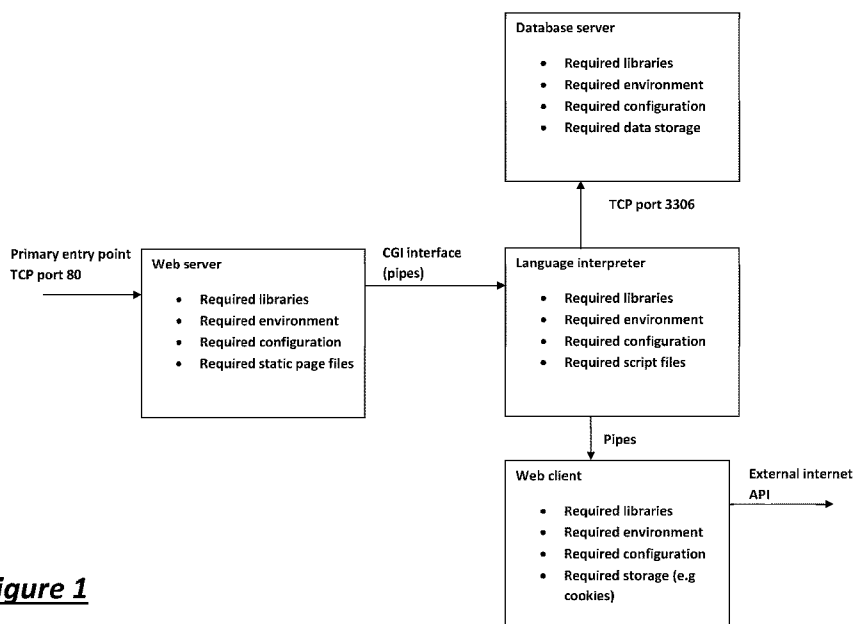 Database server
• Required libraries
• Required environment
• Required configuration
• Required data storage
TCP port 3306
Primary entry point
TCP port 80
Web server
• Required libraries
• Required environment
• Required configuration
• Required static page files
CGI interface
(pipes)
Language interpreter
• Required libraries
• Required environment
• Required configuration
• Required script files
Pipes
Web client
• Required libraries
• Required environment
• Required configuration
• Required storage (e.g
cookies)
External internet
API
igure 1